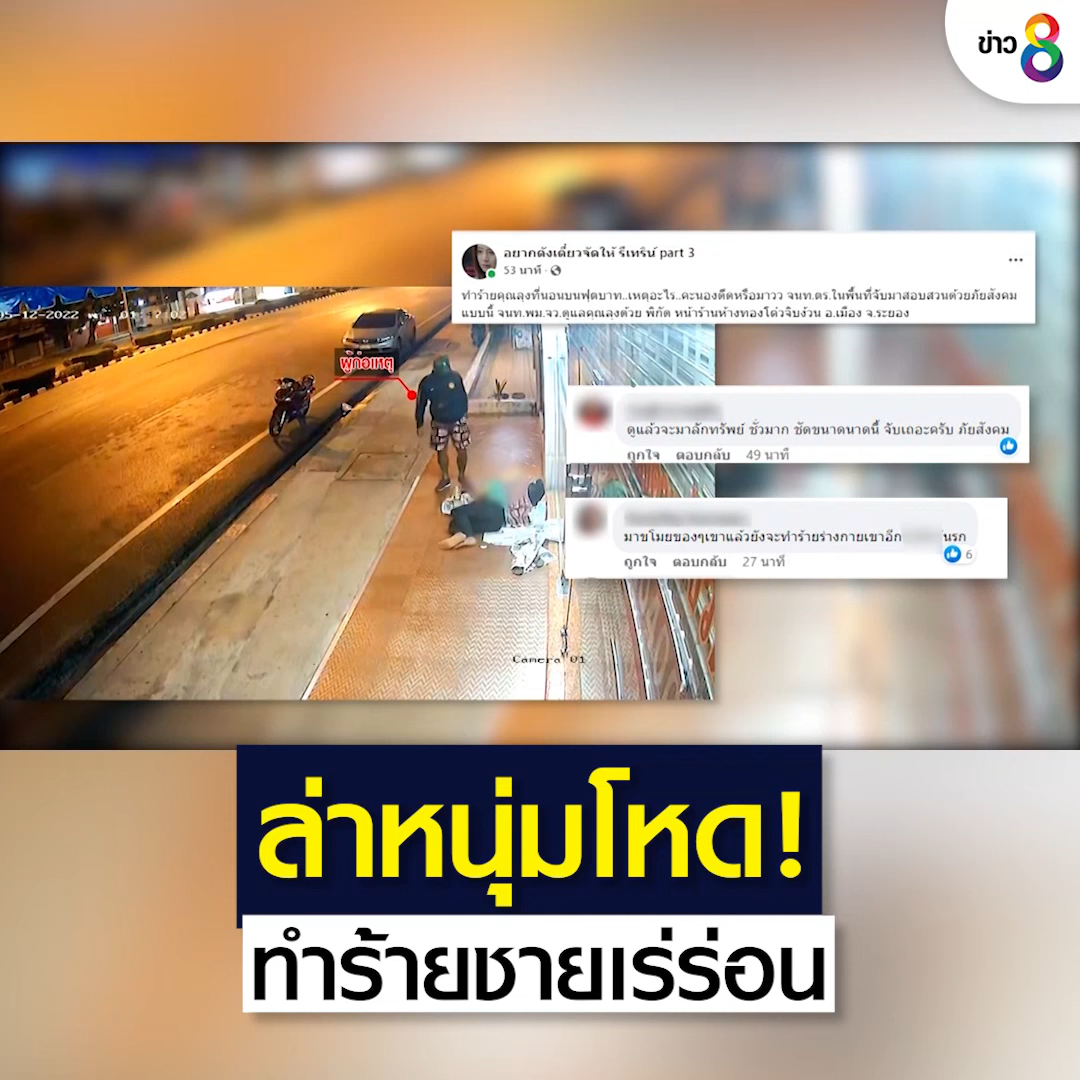 ข่าว 8
อยากดังเดี๋ยวจัดให้ รีเทริน์ part 3
53 นาที
ทำร้ายคุณลุงที่นอนบนฟุตบาท..เหตุอะไร..คะนองดีดหรือมาวว จนท.ตร.ในพื้นที่จับมาสอบสวนด้วยภัยสังคม
แบบนี้ จนท.พม.จว.ดูแลคุณลุงด้วย พิกัด หน้าร้านห้างทองโค้วจิบง้วน อ.เมือง จ.ระยอง
05-12-2022
ผู้ก่อเหตุ
ดูแล้วจะมาลักทรัพย์ ชั่วมาก ชัดขนาดนาดนี้ จับเถอะครับ ภัยสังคม
ถูกใจ ตอบกลับ 49 นาที
มาขโมยของๆเขาแล้วยังจะทำร้ายร่างกายเขาอีก
6
ถูกใจ ตอบกลับ 27 นาที
Camera 01
ล่าหนุ่มโหด!
ทำร้ายชายเร่ร่อน